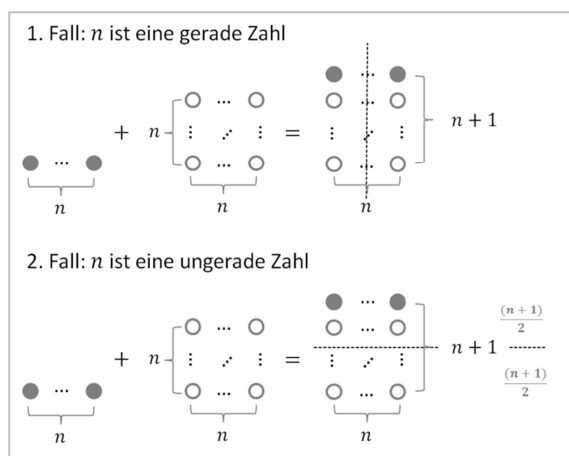 1. Fall: n ist eine gerade Zahl
+ n ... = ... n + 1
n n n
2. Fall: n ist eine ungerade Zahl
+ n ... = ... n + 1 (n + 1)/2
(n + 1)/2
n n n